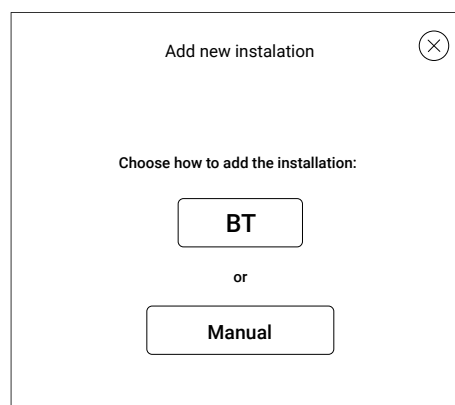 Add new instalation
Choose how to add the installation:
BT
or
Manual